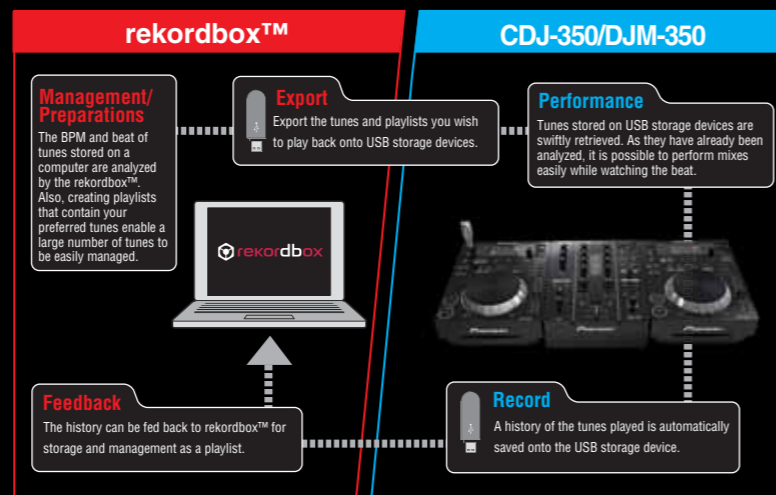 rekordbox™
CDJ-350/DJM-350
Management/
Preparations
The BPM and beat of
tunes stored on a
computer are analyzed
by the rekordbox™.
Also, creating playlists
that contain your
preferred tunes enable a
large number of tunes to
be easily managed.
Export
Export the tunes and playlists you wish
to play back onto USB storage devices.
Performance
Tunes stored on USB storage devices are
swiftly retrieved. As they have already been
analyzed, it is possible to perform mixes
easily while watching the beat.
rekordbox
Feedback
The history can be fed back to rekordbox™ for
storage and management as a playlist.
Record
A history of the tunes played is automatically
saved onto the USB storage device.